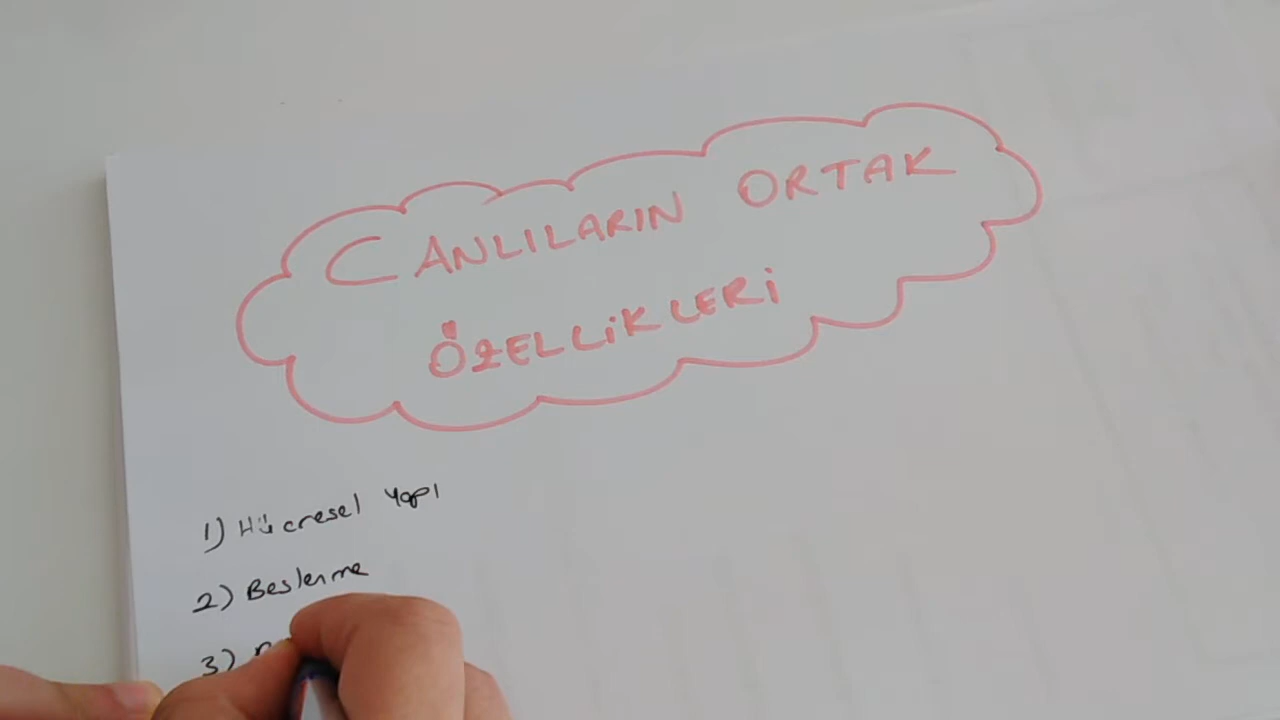 CANLILARIN ORTAK
ÖZELLİKLERİ
1) Hücresel Yapı
2) Beslenme
3)